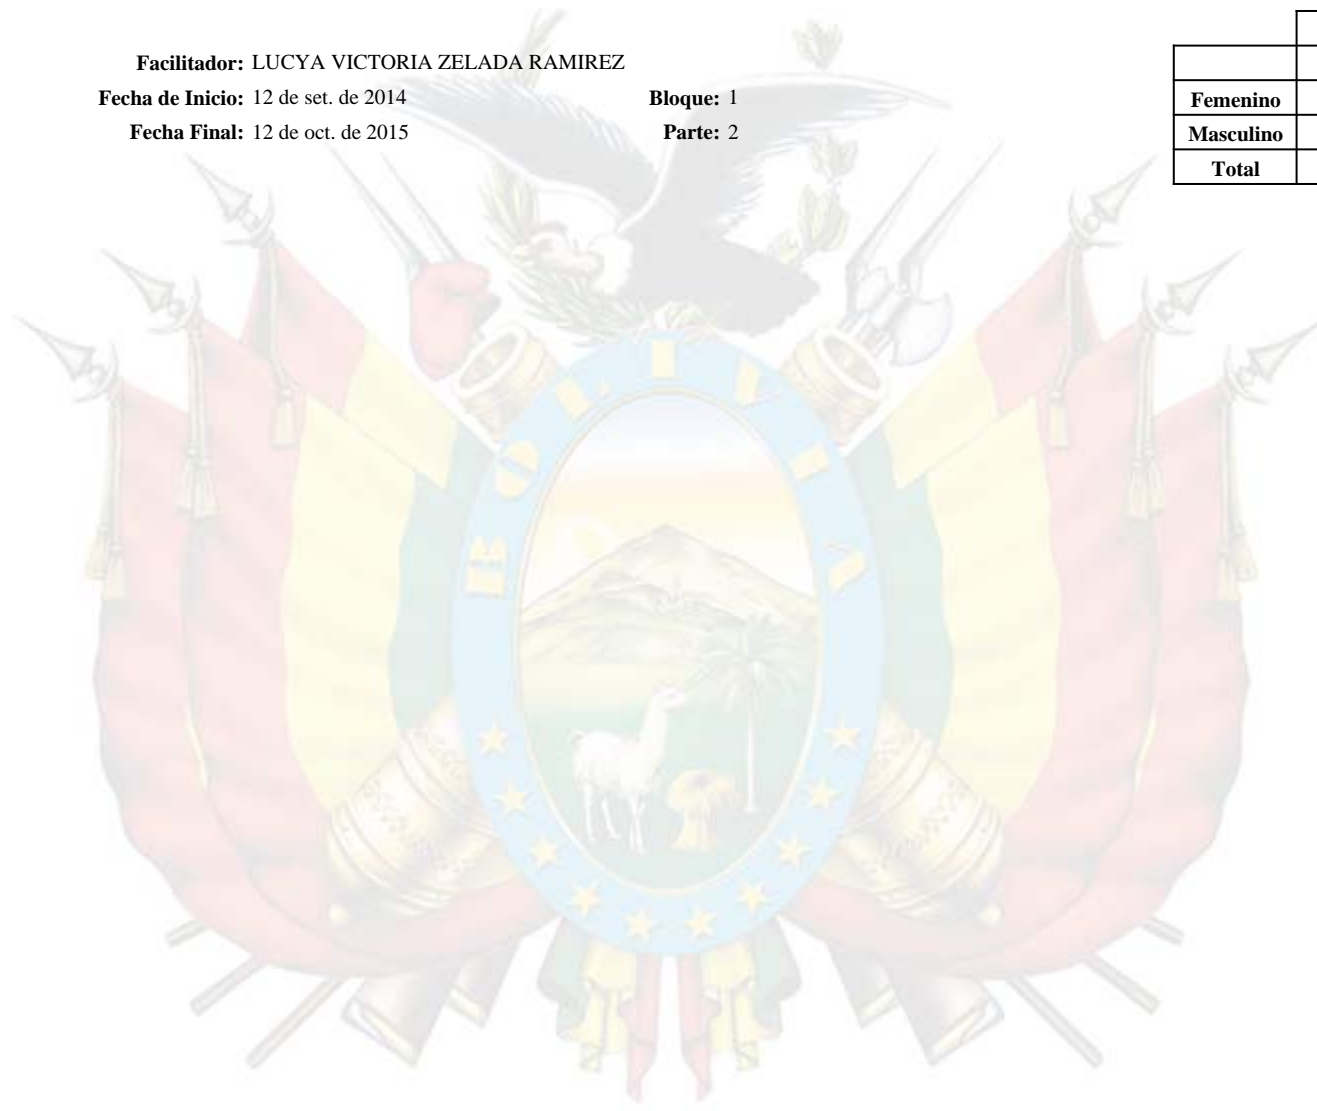 Facilitador: LUCYA VICTORIA ZELADA RAMIREZ
Fecha de Inicio: 12 de set. de 2014 Bloque: 1
Fecha Final: 12 de oct. de 2015 Parte: 2
Femenino
Masculino
Total
BOLIVIA